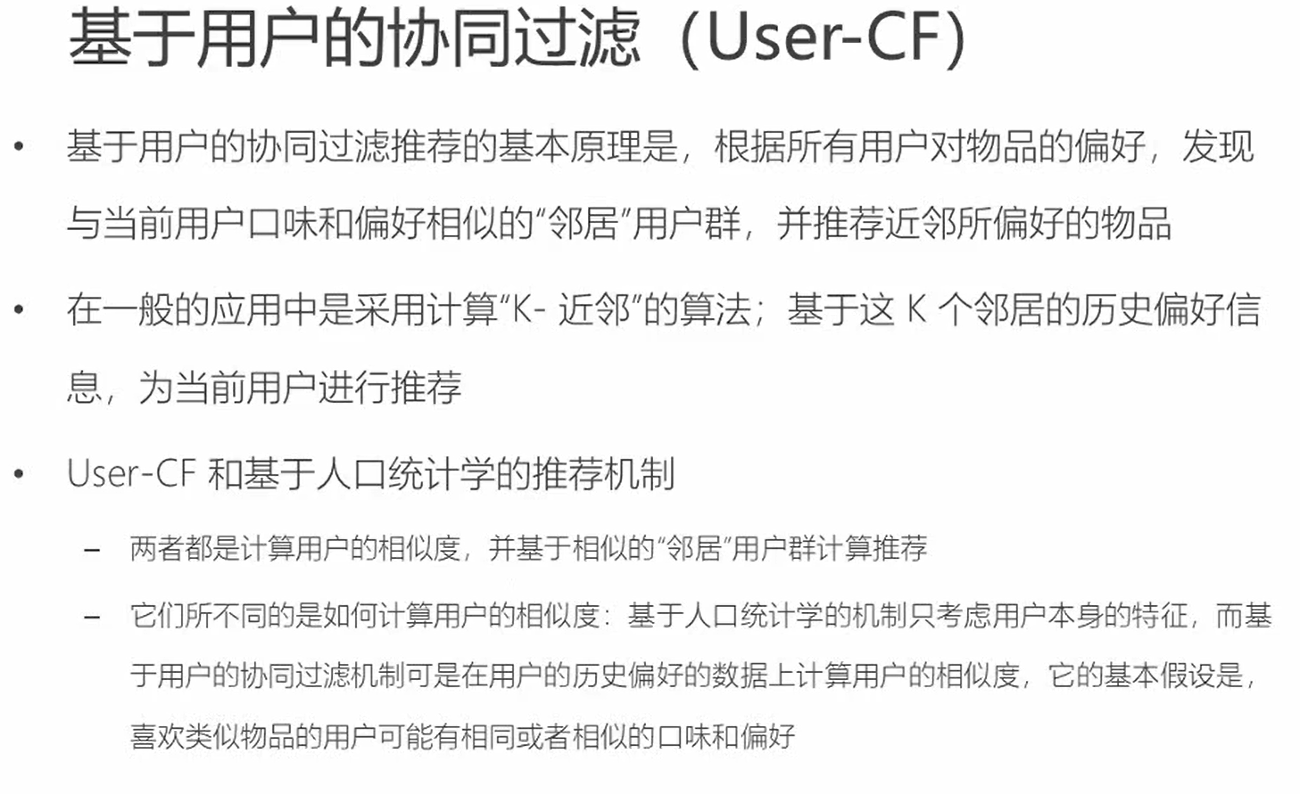 基于用户的协同过滤（User-CF）
• 基于用户的协同过滤推荐的基本原理是，根据所有用户对物品的偏好，发现
与当前用户口味和偏好相似的“邻居”用户群，并推荐近邻所偏好的物品
• 在一般的应用中是采用计算“K- 近邻”的算法；基于这 K 个邻居的历史偏好信
息，为当前用户进行推荐
• User-CF 和基于人口统计学的推荐机制
– 两者都是计算用户的相似度，并基于相似的“邻居”用户群计算推荐
– 它们所不同的是如何计算用户的相似度：基于人口统计学的机制只考虑用户本身的特征，而基
于用户的协同过滤机制可是在用户的历史偏好的数据上计算用户的相似度，它的基本假设是，
喜欢类似物品的用户可能有相同或者相似的口味和偏好